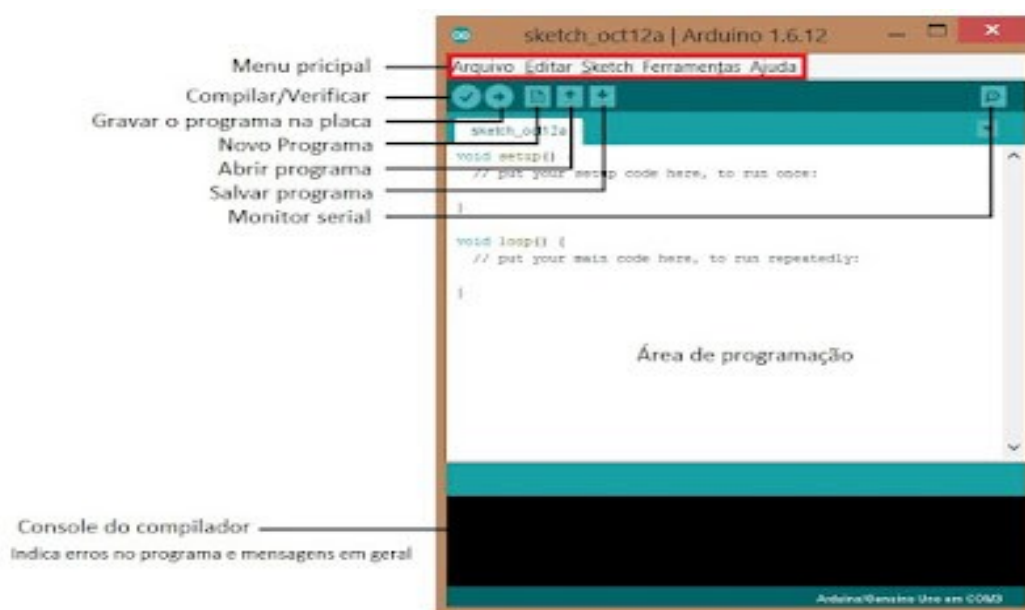 sketch_oct12a | Arduino 1.6.12
Menu pricipal
Arquivo Editar Sketch Ferramentas Ajuda
Compilar/Verificar
Gravar o programa na placa
Novo Programa
Abrir programa
Salvar programa
Monitor serial
sketch_oct12a
void setup()
// put your setup code here, to run once:
}
void loop() {
// put your main code here, to run repeatedly:
}
Área de programação
Console do compilador
Indica erros no programa e mensagens em geral
Arduino/Genuino Uno em COM3